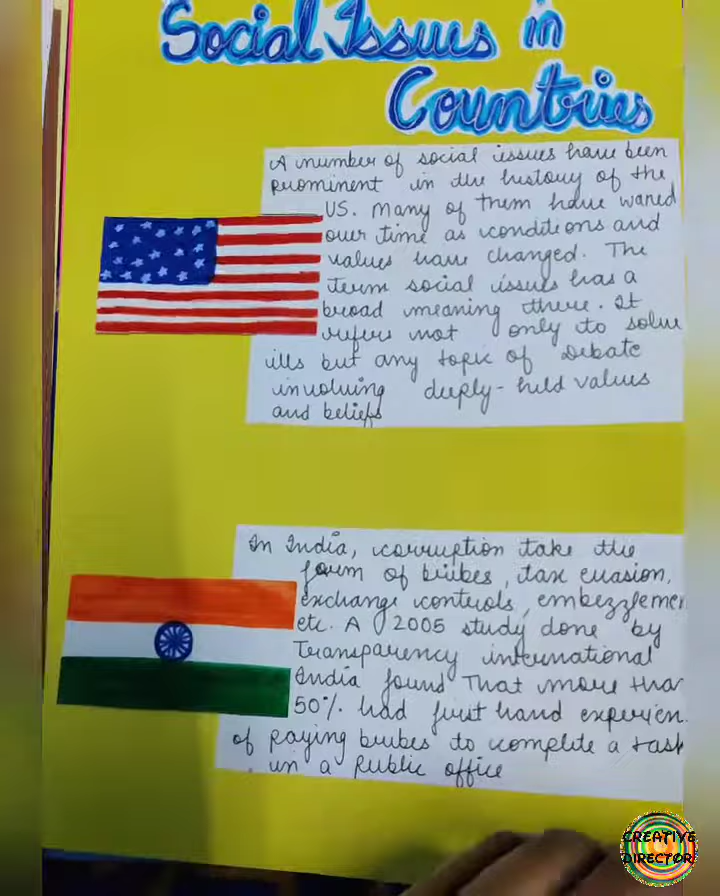 Social Issues in
Countries
A number of social issues have been
prominent in the history of the
US. Many of them have waned
over time as conditions and
values have changed. The
term social issues has a
broad meaning there. It
refers not only to solve
ills but any topic of Debate
involving deeply-held values
and beliefs
In India, corruption take the
form of bribes, tax evasion,
exchange controls, embezzlemen
etc. A 2005 study done by
Transparency international
India found That more tha
50% had first hand experien
of paying bribes to complete a task
in a Public office
CREATIVE
DIRECTOR